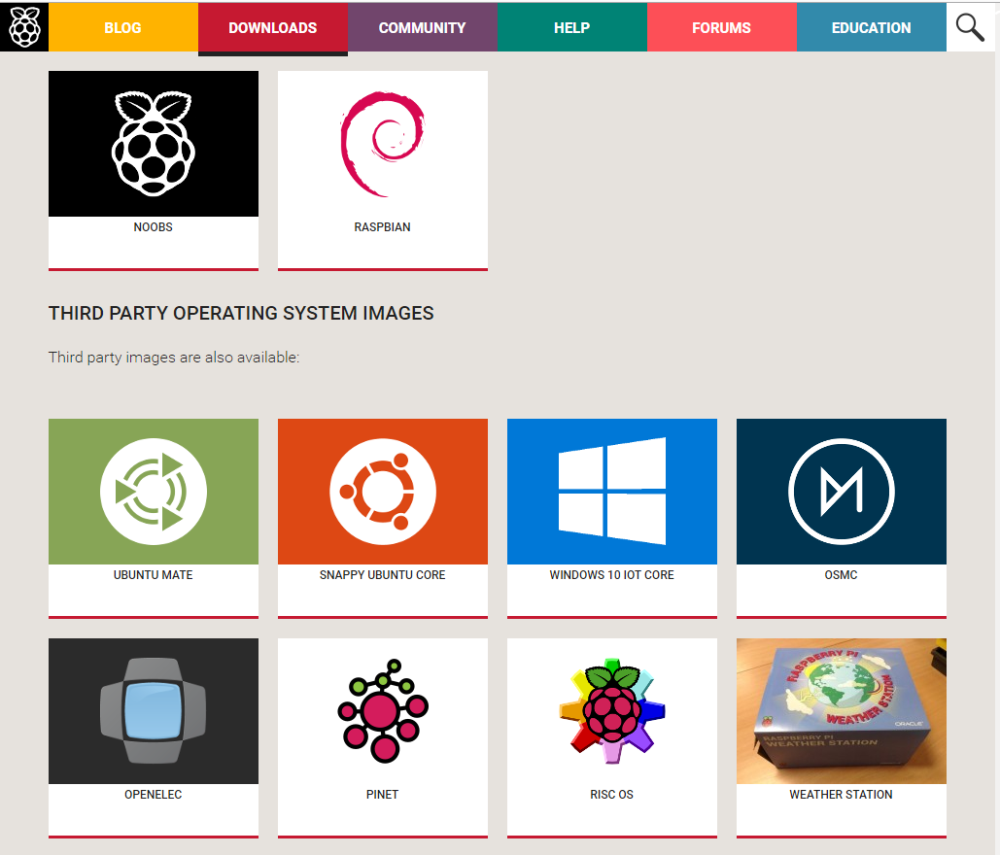 BLOG DOWNLOADS COMMUNITY HELP FORUMS EDUCATION
NOOBS RASPBIAN
THIRD PARTY OPERATING SYSTEM IMAGES
Third party images are also available:
UBUNTU MATE SNAPPY UBUNTU CORE WINDOWS 10 IOT CORE OSMC
RASPBERRY PI
WEATHER STATION
ORACLE
RASPBERRY PI
WEATHER STATION
OPENELEC PINET RISC OS WEATHER STATION